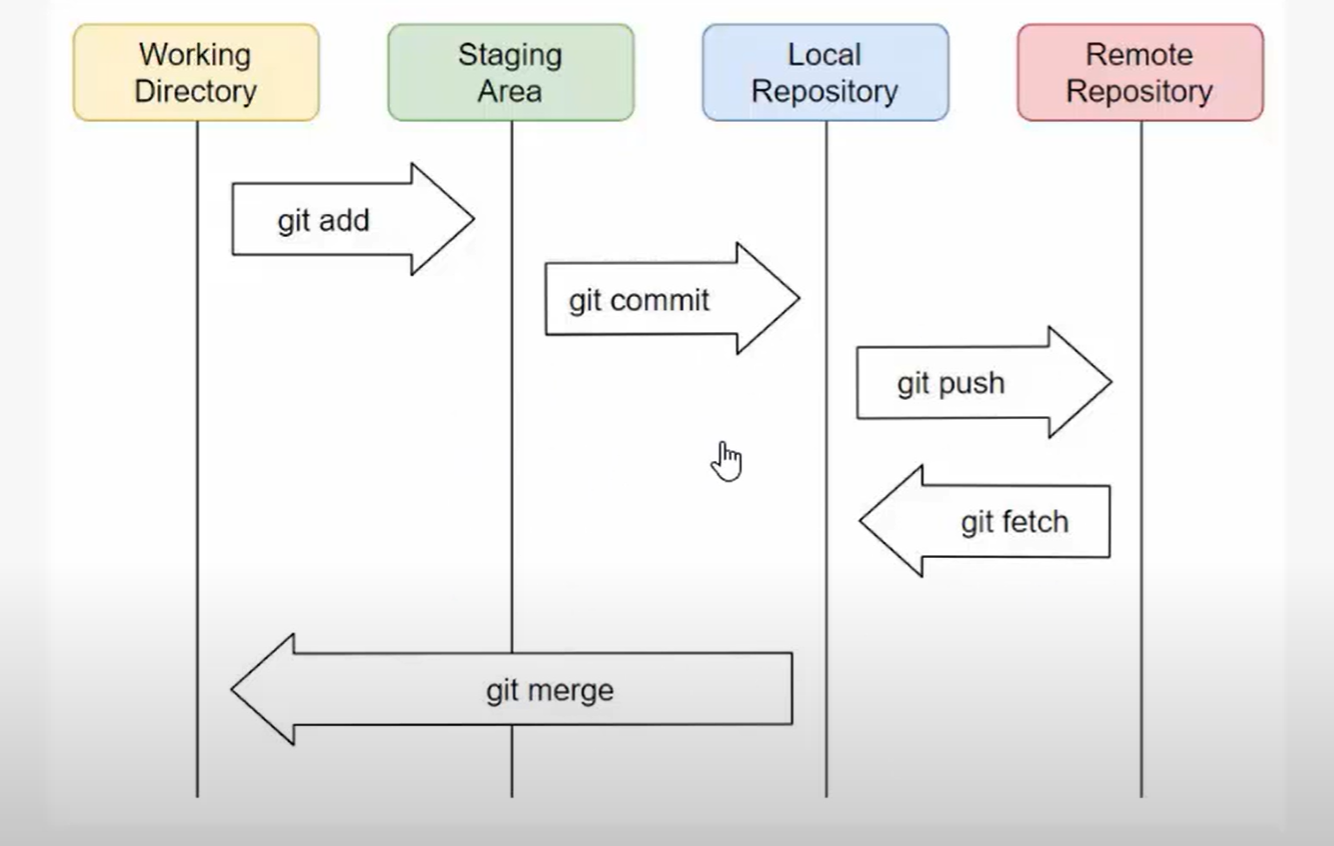 Working
Directory
Staging
Area
Local
Repository
Remote
Repository
git add
git commit
git push
git fetch
git merge